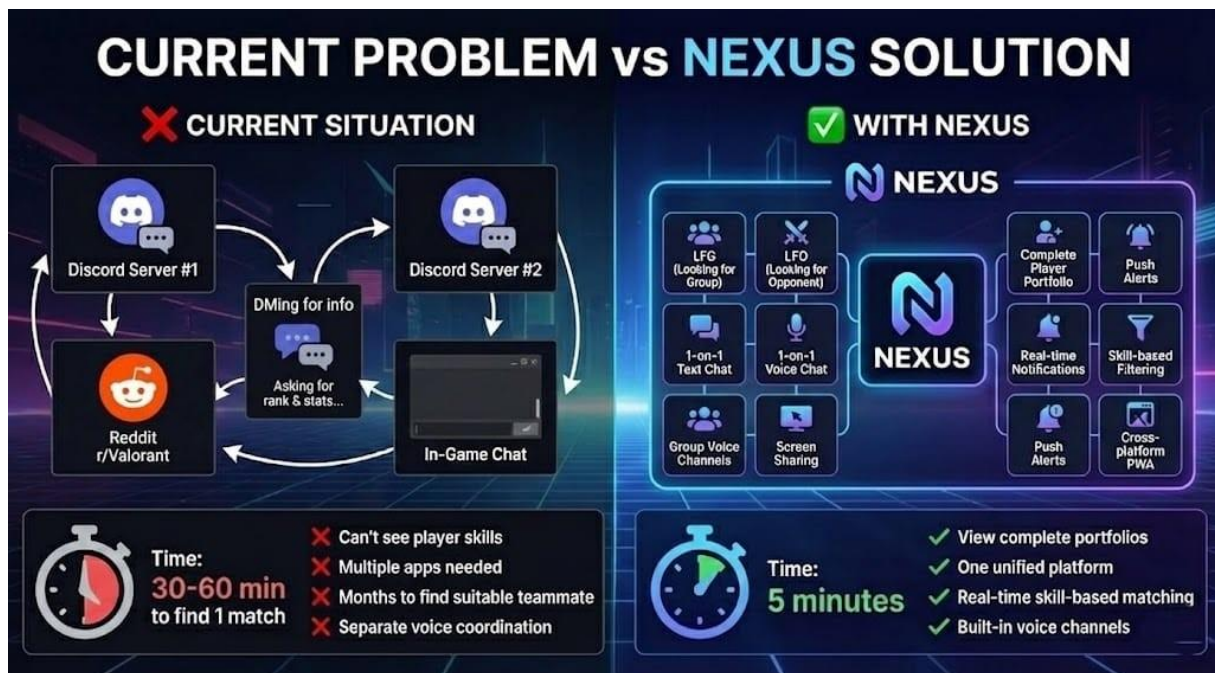 CURRENT PROBLEM vs NEXUS SOLUTION
CURRENT SITUATION
Discord Server #1
Discord Server #2
DMing for info
Asking for
rank & stats...
Reddit
r/Valorant
In-Game Chat
Time:
30-60 min
to find 1 match
Can't see player skills
Multiple apps needed
Months to find suitable teammate
Separate voice coordination
WITH NEXUS
NEXUS
LFG
(Looking for
Group)
LFO
(Looking for
Opponent)
1-on-1
Text Chat
1-on-1
Voice Chat
Group Voice
Channels
Screen
Sharing
NEXUS
Complete
Player
Portfolio
Push
Alerts
Real-time
Notifications
Skill-based
Filtering
Push
Alerts
Cross-
platform
PWA
Time:
5 minutes
View complete portfolios
One unified platform
Real-time skill-based matching
Built-in voice channels